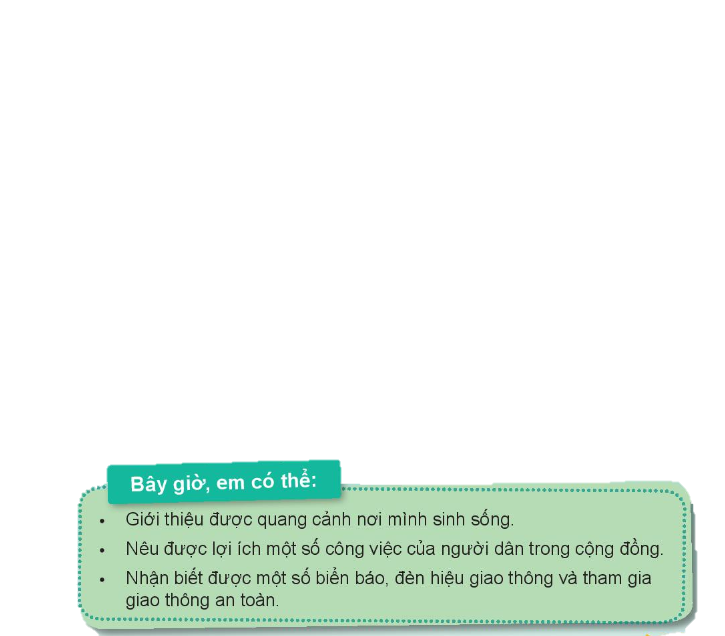 Bây giờ, em có thể:
• Giới thiệu được quang cảnh nơi mình sinh sống.
• Nêu được lợi ích một số công việc của người dân trong cộng đồng.
• Nhận biết được một số biển báo, đèn hiệu giao thông và tham gia
giao thông an toàn.